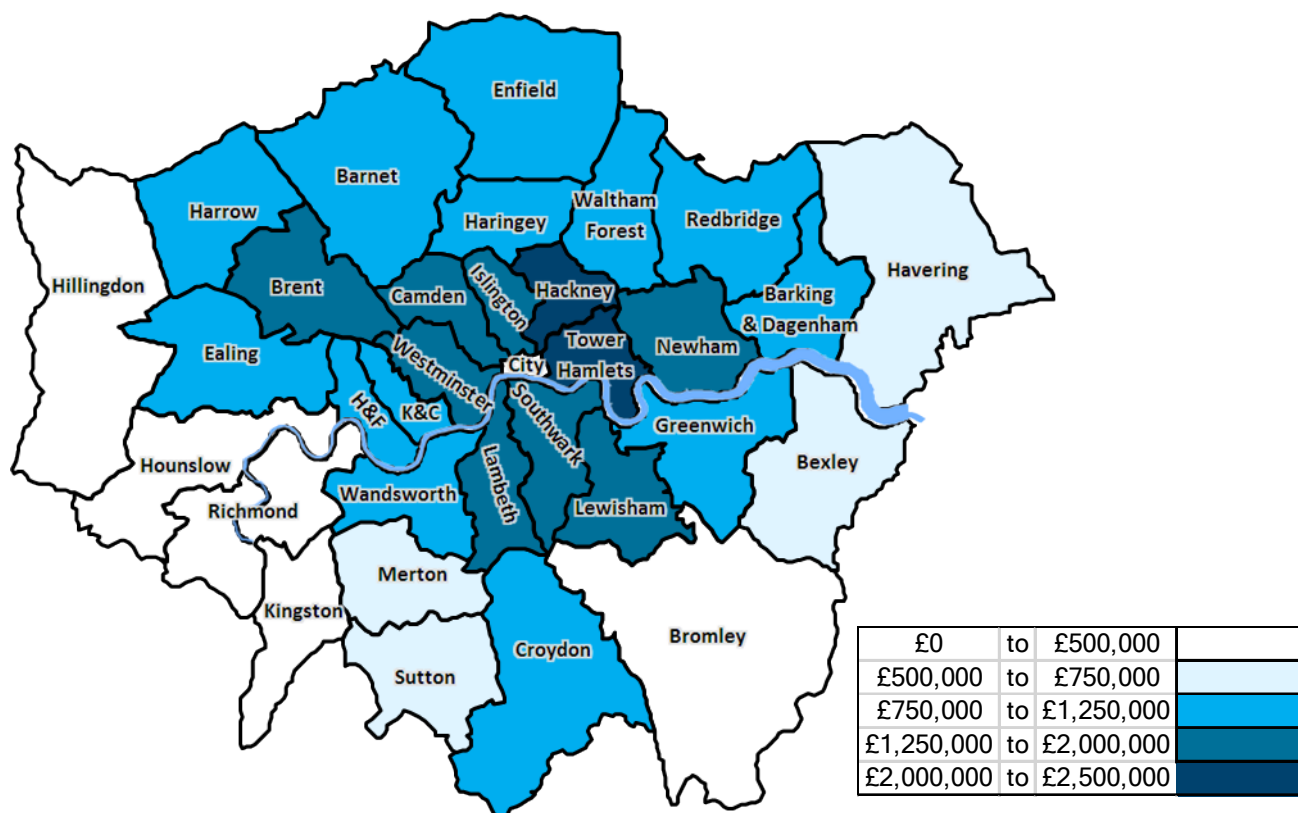 Enfield
Barnet
Waltham
Forest
Harrow
Haringey
Redbridge
Havering
Hillingdon
Brent
Camden
Islington
Hackney
Barking
& Dagenham
Ealing
Westminster
City
Tower
Hamlets
Newham
H&F
K&C
Southwark
Greenwich
Hounslow
Bexley
Richmond
Wandsworth
Lambeth
Lewisham
Merton
Kingston
Bromley
Croydon
Sutton
£0 to £500,000
£500,000 to £750,000
£750,000 to £1,250,000
£1,250,000 to £2,000,000
£2,000,000 to £2,500,000